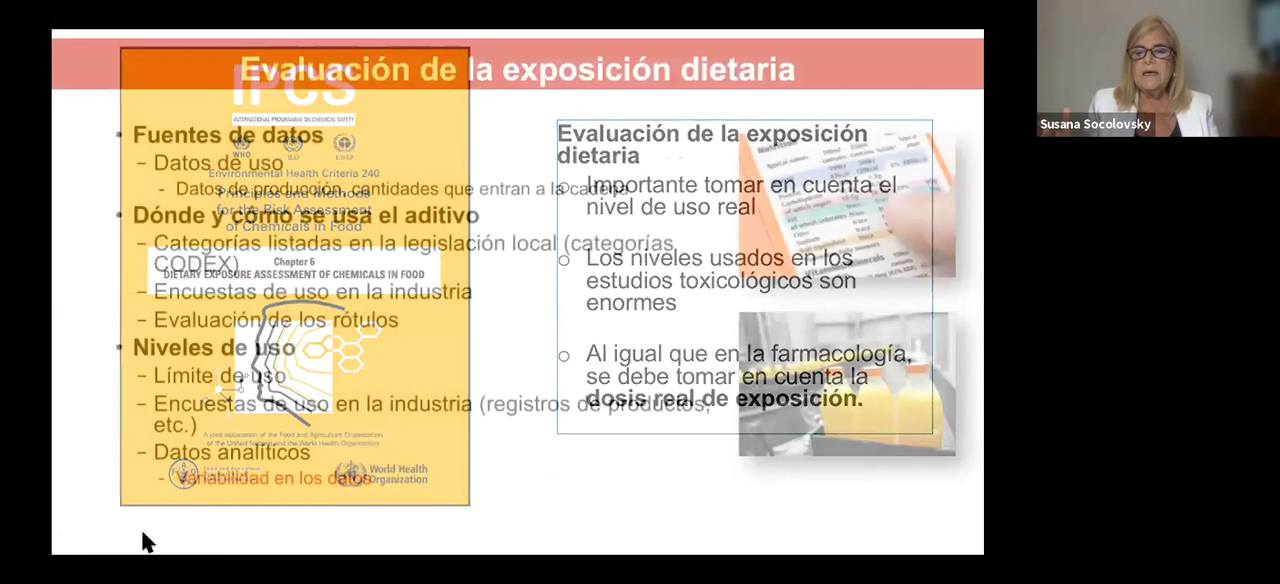 Evaluación de la exposición dietaria
IPCS
INTERNATIONAL PROGRAMME ON CHEMICAL SAFETY
WHO ILO UNEP
Environmental Health Criteria 240
Principles and Methods
for the Risk Assessment
of Chemicals in Food
Chapter 6
DIETARY EXPOSURE ASSESSMENT OF CHEMICALS IN FOOD
A joint publication of the Food and Agriculture Organization
of the United Nations and the World Health Organization
World Health
Organization
• Fuentes de datos
– Datos de uso
- Datos de producción, cantidades que entran a la cadena
• Dónde y cómo se usa el aditivo
– Categorías listadas en la legislación local (categorías
CODEX)
– Encuestas de uso en la industria
– Evaluación de los rótulos
• Niveles de uso
– Límite de uso
– Encuestas de uso en la industria (registros de productos,
etc.)
– Datos analíticos
- Variabilidad en los datos
Evaluación de la exposición
dietaria
○ Importante tomar en cuenta el
nivel de uso real
○ Los niveles usados en los
estudios toxicológicos son
enormes
○ Al igual que en la farmacología,
se debe tomar en cuenta la
dosis real de exposición.
Susana Socolovsky